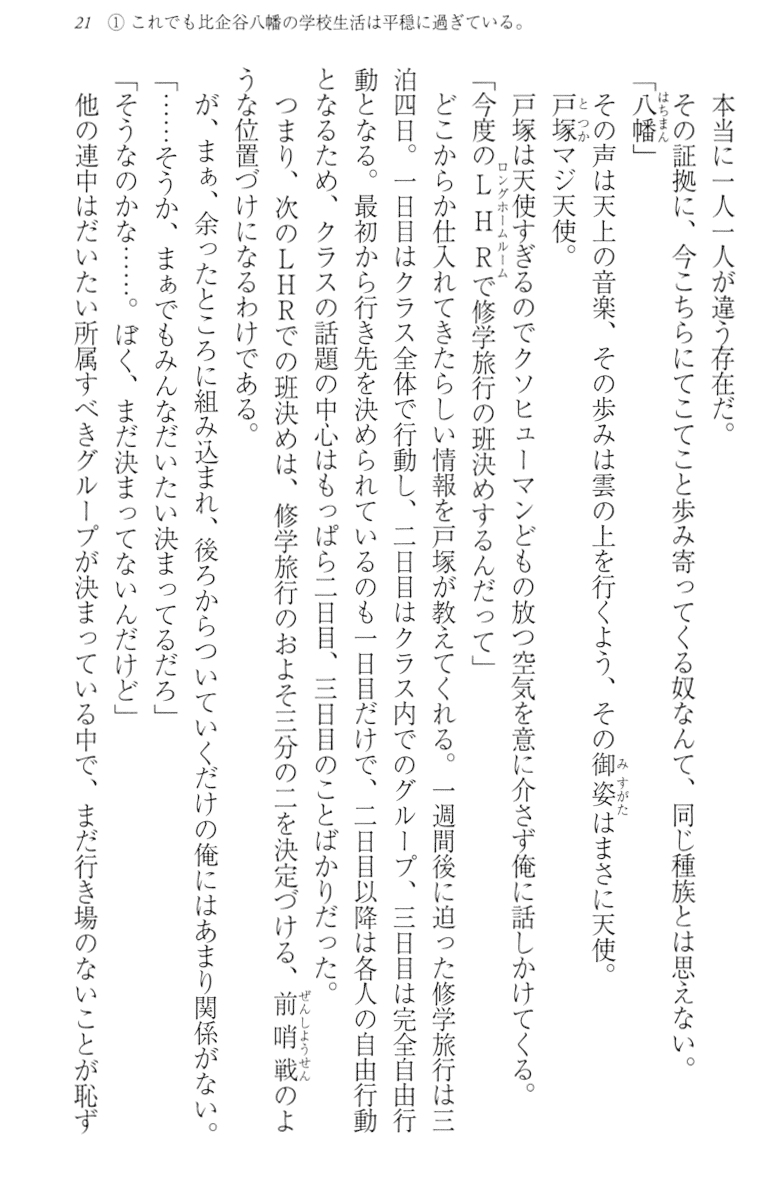 21 ① これでも比企谷八幡の学校生活は平穏に過ぎている。
本当に一人一人が違う存在だ。
その証拠に、今こちらにてこてこと歩み寄ってくる奴なんて、同じ種族とは思えない。
「八幡」
はちまん
その声は天上の音楽、その歩みは雲の上を行くよう、その御姿はまさに天使。
み すがた
戸塚マジ天使。
と つか
戸塚は天使すぎるのでクソヒューマンどもの放つ空気を意に介さず俺に話しかけてくる。
「今度のＬＨＲで修学旅行の班決めするんだって」
ロングホームルーム
どこからか仕入れてきたらしい情報を戸塚が教えてくれる。一週間後に迫った修学旅行は三
泊四日。一日目はクラス全体で行動し、二日目はクラス内でのグループ、三日目は完全自由行
動となる。最初から行き先を決められているのも一日目だけで、二日目以降は各人の自由行動
となるため、クラスの話題の中心はもっぱら二日目、三日目のことばかりだった。
つまり、次のＬＨＲでの班決めは、修学旅行のおよそ三分の二を決定づける、前哨戦のよ
ぜんしようせん
うな位置づけになるわけである。
が、まぁ、余ったところに組み込まれ、後ろからついていくだけの俺にはあまり関係がない。
「……そうか、まぁでもみんなだいたい決まってるだろ」
「そうなのかな……。ぼく、まだ決まってないんだけど」
他の連中はだいたい所属すべきグループが決まっている中で、まだ行き場のないことが恥ず